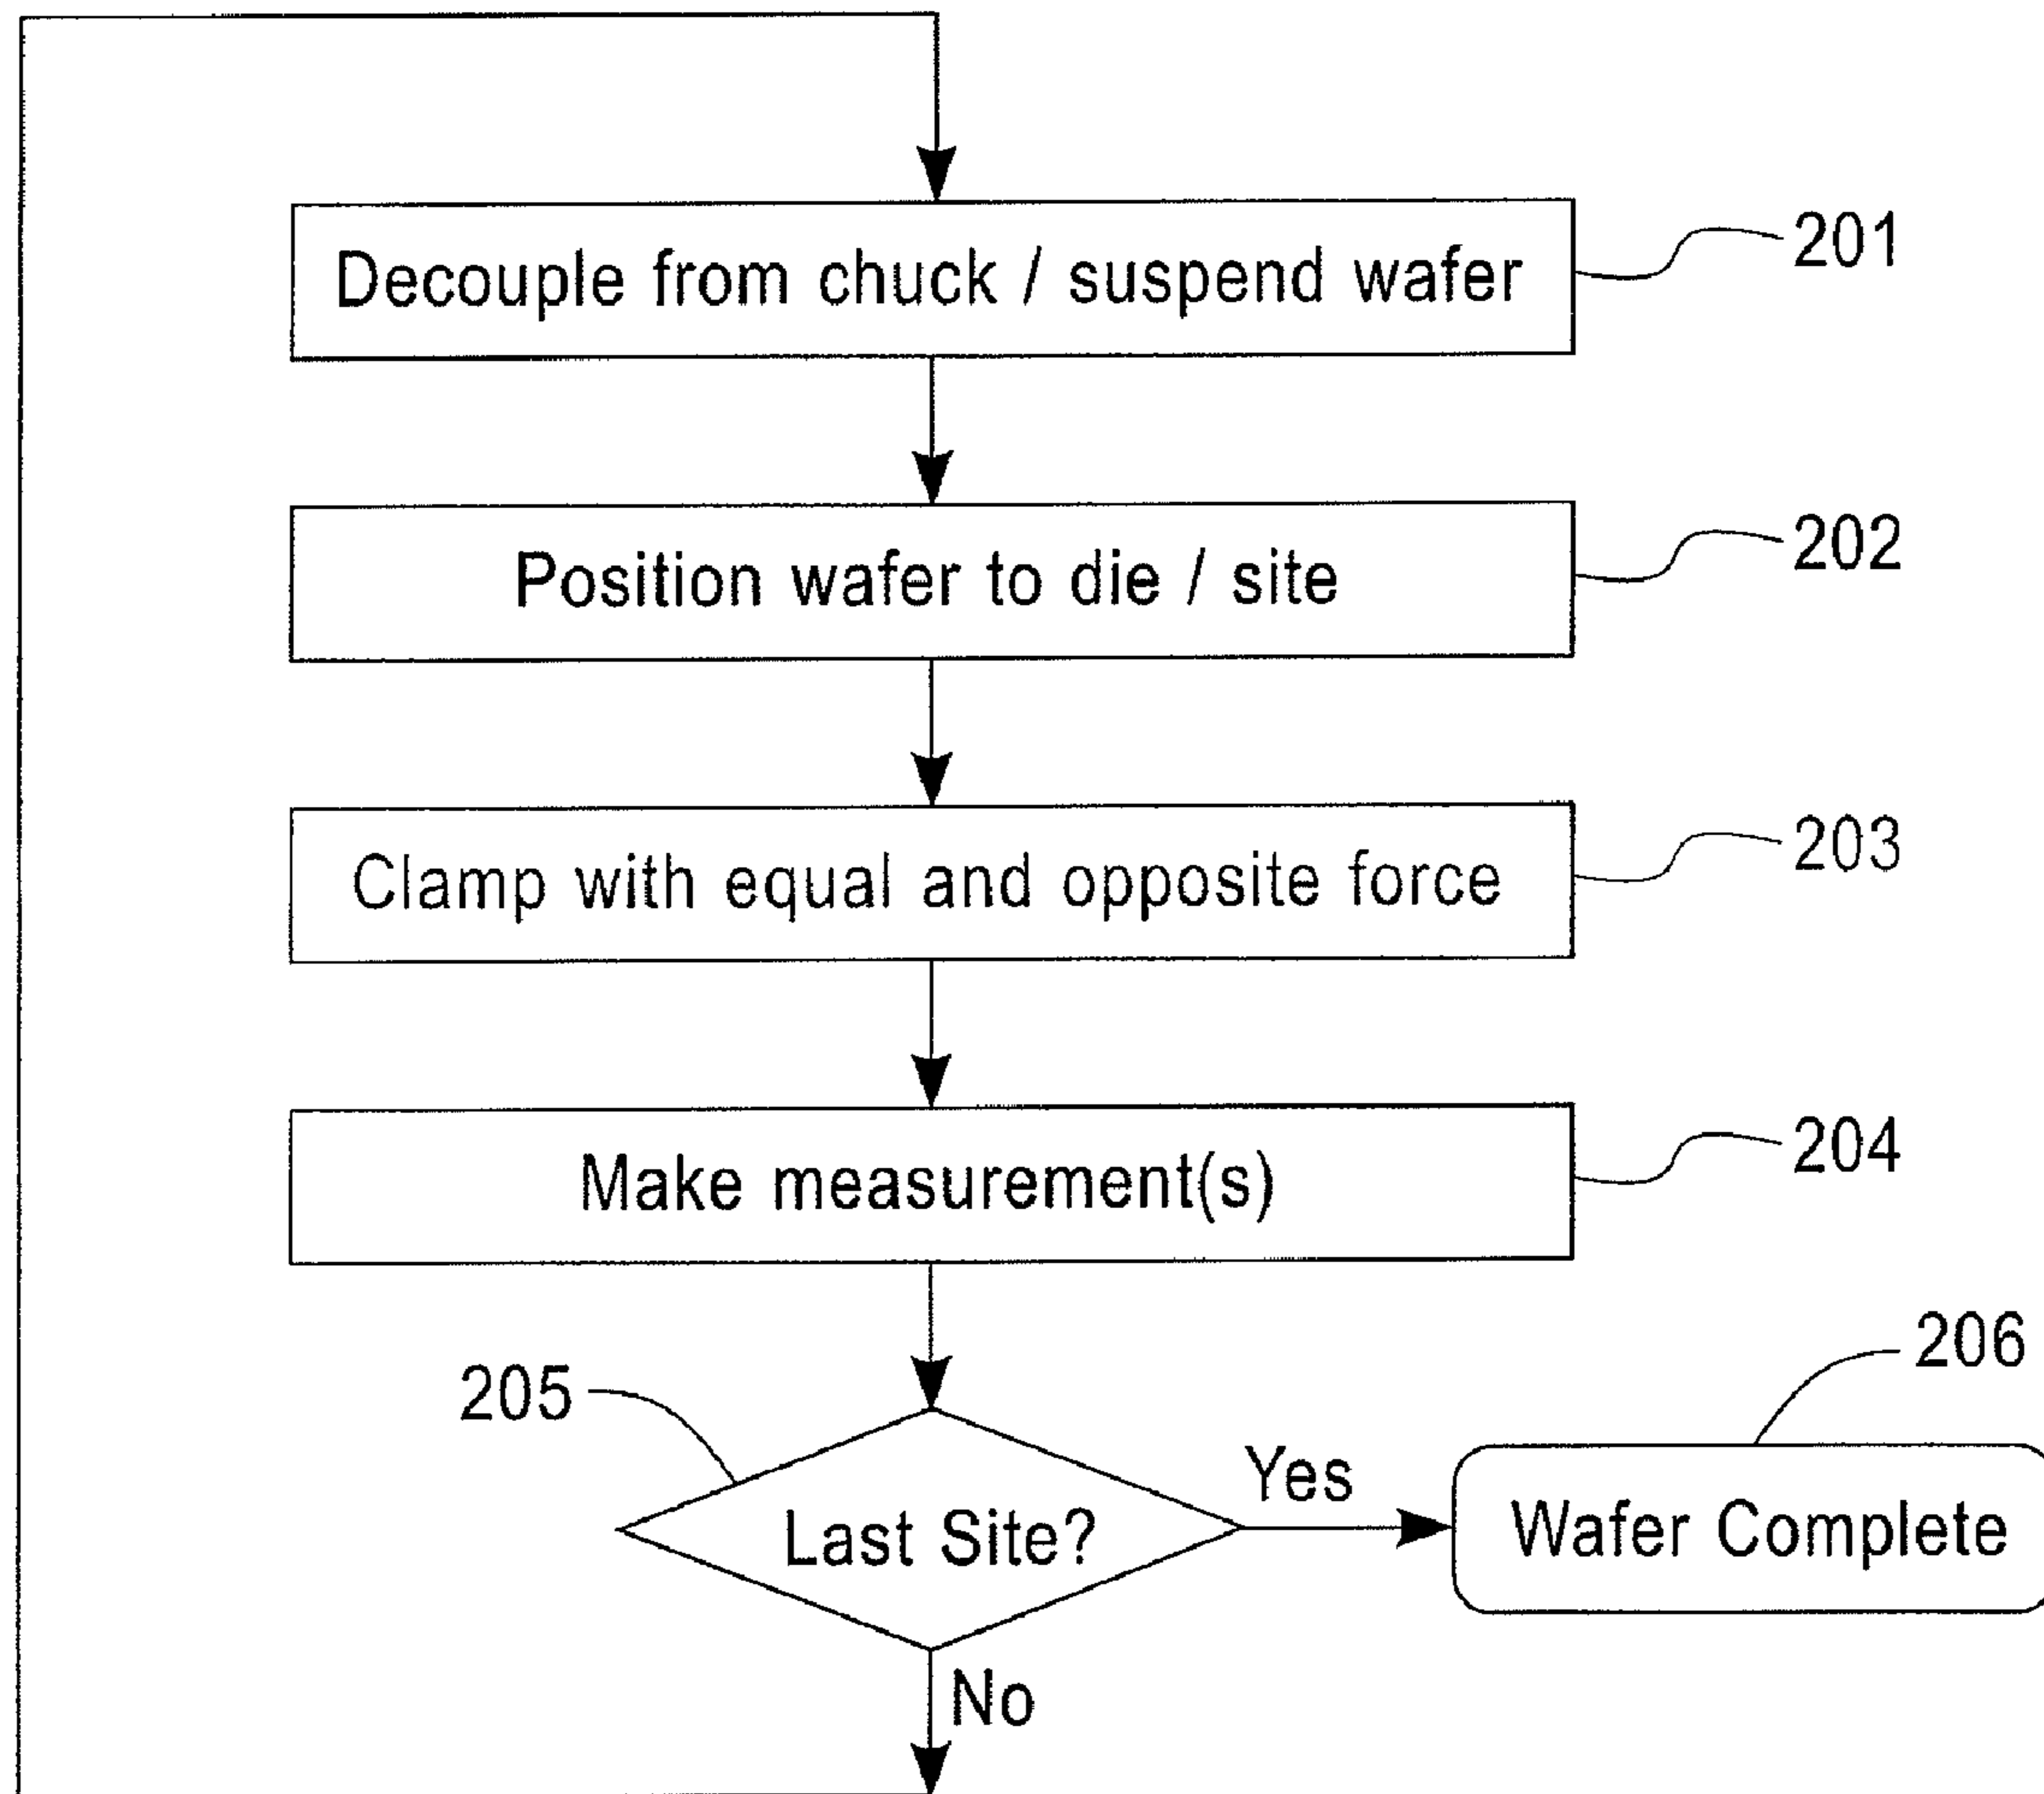 Decouple from chuck / suspend wafer
201
Position wafer to die / site
202
Clamp with equal and opposite force
203
Make measurement(s)
204
205
Last Site?
Yes
206
Wafer Complete
No